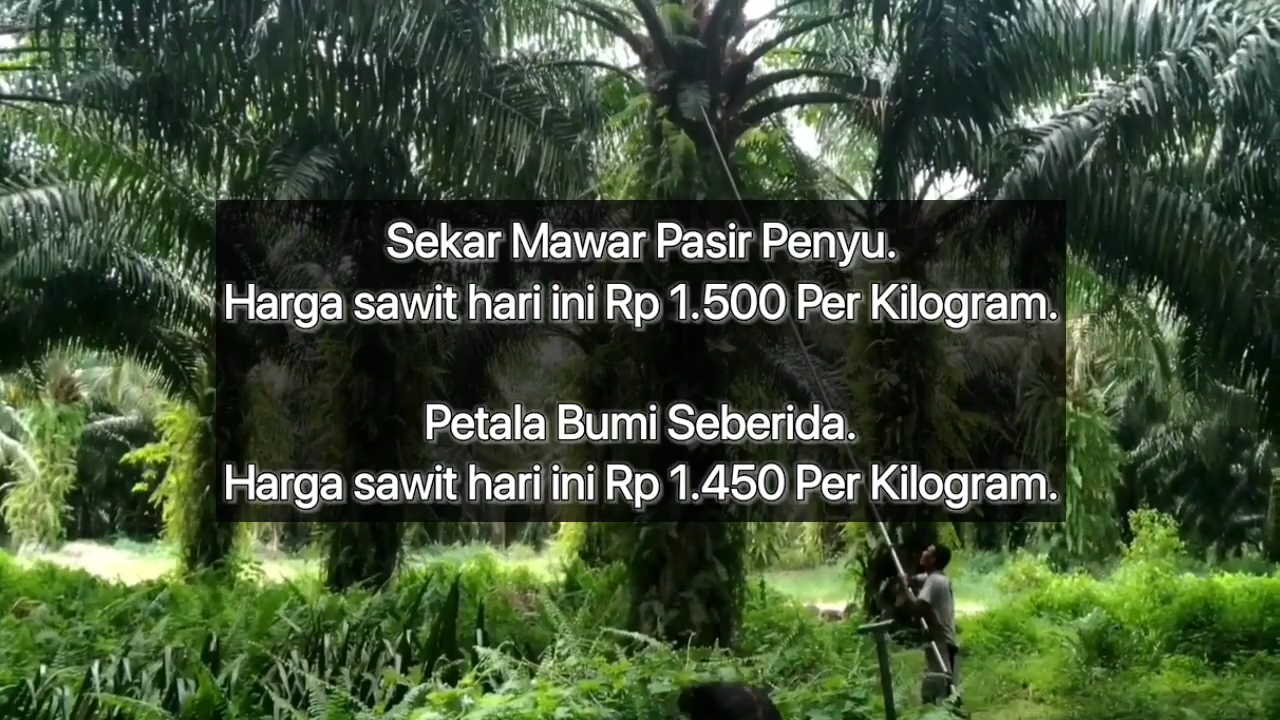 Sekar Mawar Pasir Penyu.
Harga sawit hari ini Rp 1.500 Per Kilogram.
Petala Bumi Seberida.
Harga sawit hari ini Rp 1.450 Per Kilogram.